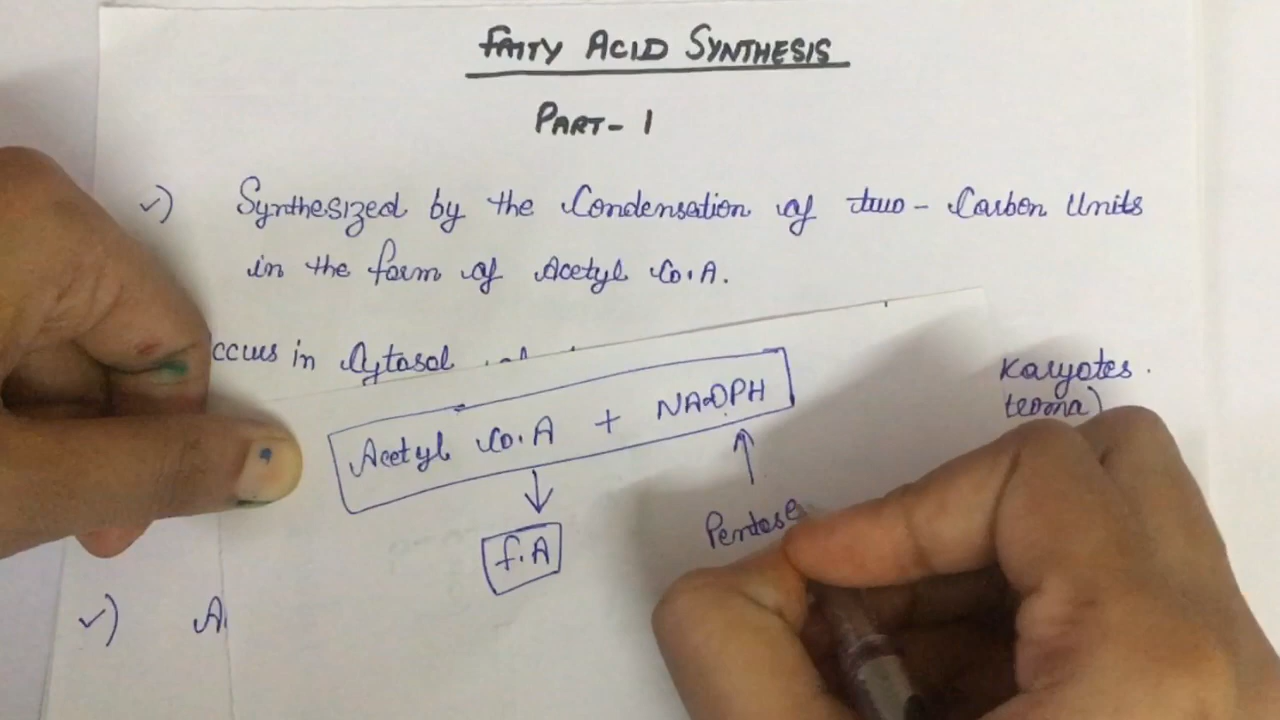 FATTY ACID SYNTHESIS
PART-1
Synthesized by the Condensation of two-Carbon Units
in the form of Acetyl Co.A.
ccurs in Cytosol
Karyotes.
Acetyl Co.A + NADPH
f.A
Pentose
A